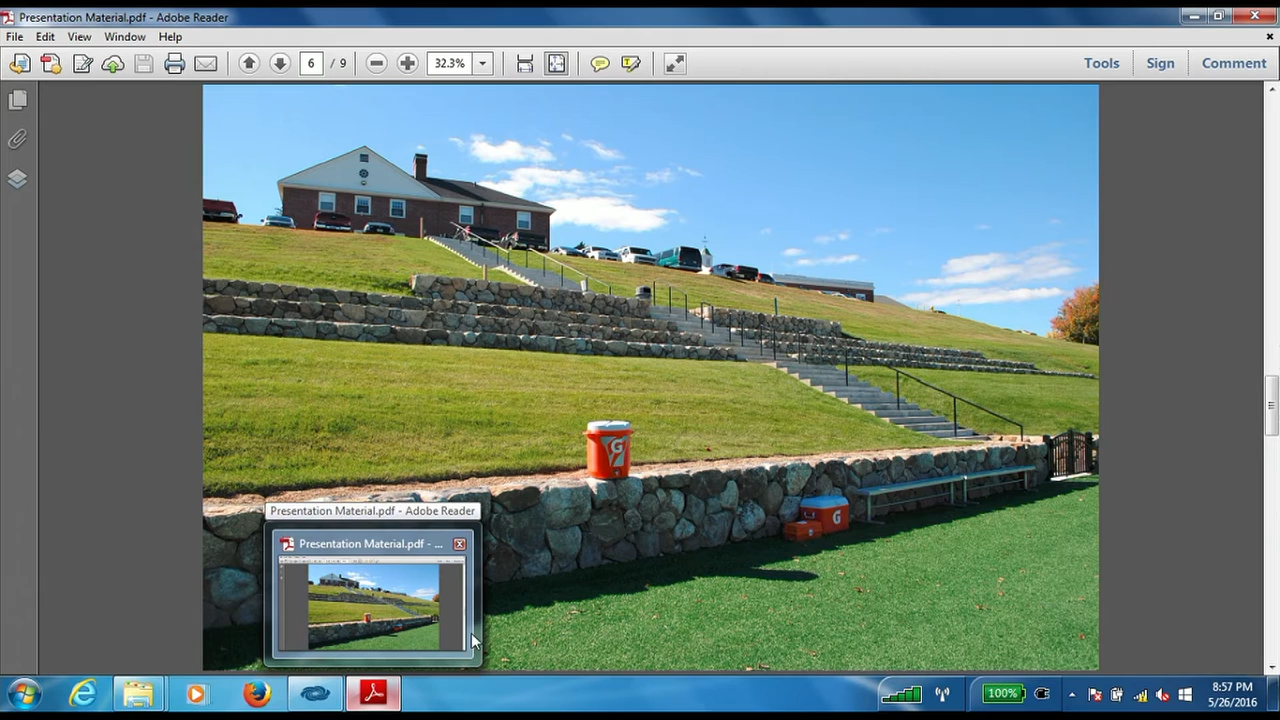 Presentation Material.pdf - Adobe Reader
File Edit View Window Help
6 / 9 32.3% Tools Sign Comment
G
G
Presentation Material.pdf - Adobe Reader
Presentation Material.pdf - ...
100% 8:57 PM
5/26/2016